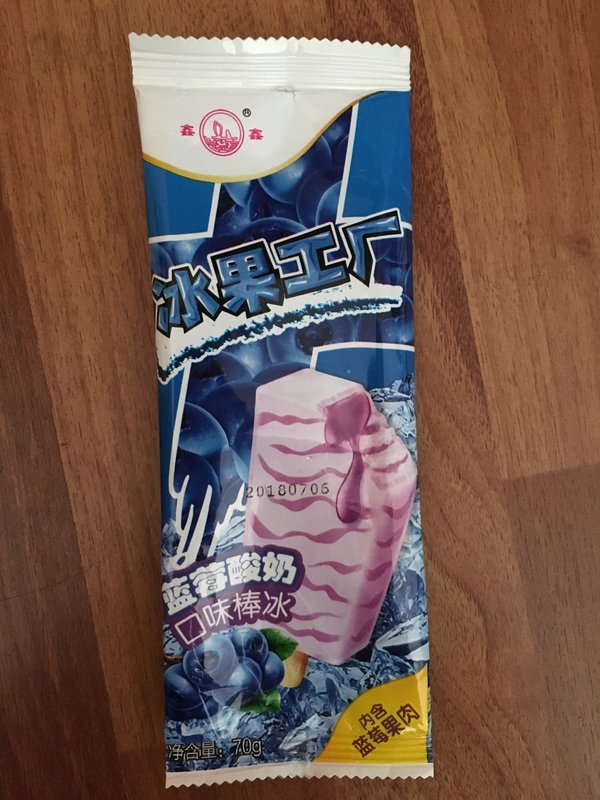 鑫 ® 鑫
冰果工厂
20180706
蓝莓酸奶
口味棒冰
内含
蓝莓果肉
净含量：70g